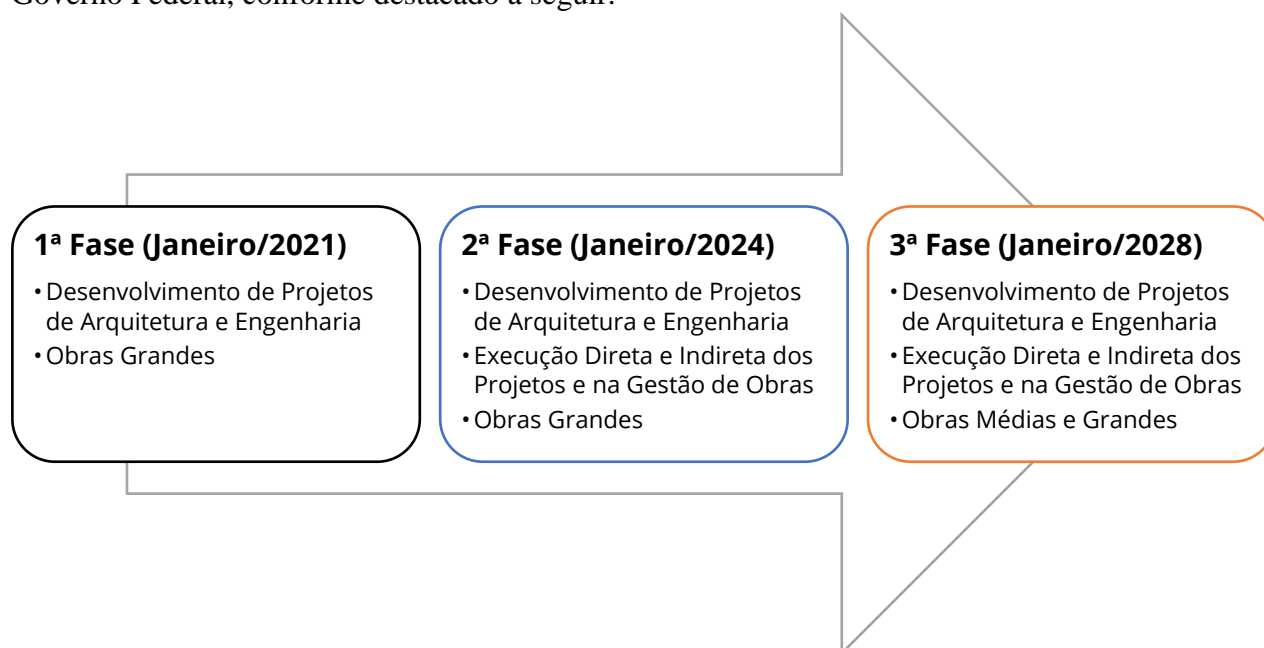 Governo Federal, conforme destacado a seguir:
1ª Fase (Janeiro/2021)
• Desenvolvimento de Projetos
de Arquitetura e Engenharia
• Obras Grandes
2ª Fase (Janeiro/2024)
• Desenvolvimento de Projetos
de Arquitetura e Engenharia
• Execução Direta e Indireta dos
Projetos e na Gestão de Obras
• Obras Grandes
3ª Fase (Janeiro/2028)
• Desenvolvimento de Projetos
de Arquitetura e Engenharia
• Execução Direta e Indireta dos
Projetos e na Gestão de Obras
• Obras Médias e Grandes